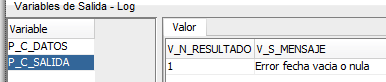 Variables de Salida - Log
Variable
P_C_DATOS
P_C_SALIDA
Valor
V_N_RESULTADO V_S_MENSAJE
1 Error fecha vacia o nula